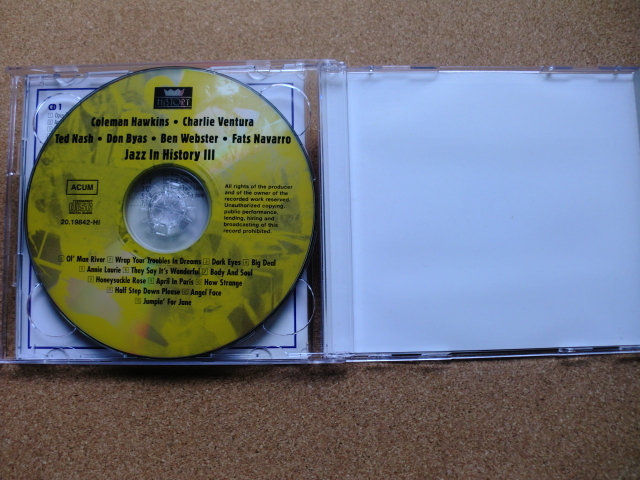 CD 1
HISTORY
Coleman Hawkins • Charlie Ventura
Ted Nash • Don Byas • Ben Webster • Fats Navarro
Jazz In History III
ACUM
20.19842-HI
All rights of the producer
and of the owner of the
recorded work reserved.
Unauthorized copying,
public performance,
lending, hiring and
broadcasting of this
record prohibited.
Ol' Man River Wrap Your Troubles In Dreams Dark Eyes Big Deal
Annie Laurie They Say It's Wonderful Body And Soul
Honeysuckle Rose April In Paris How Strange
Half Step Down Please Angel Face
Jumpin' For Jane